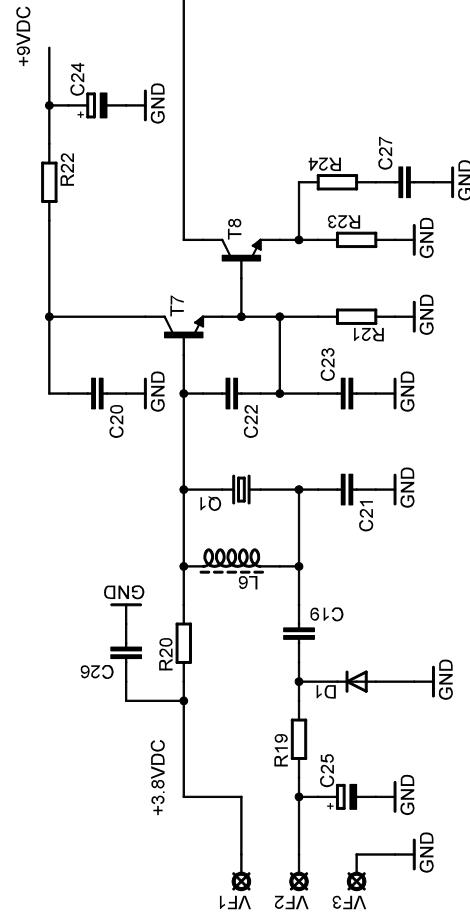 +9VDC
C24
+
GND
R22
R24
C27
GND
T8
R23
GND
T7
R21
GND
C20
GND
C22
C23
GND
Q1
C21
GND
L6
GND
C26
R20
C19
D1
GND
+3.8VDC
R19
C25
+
GND
VF1
VF2
VF3
GND